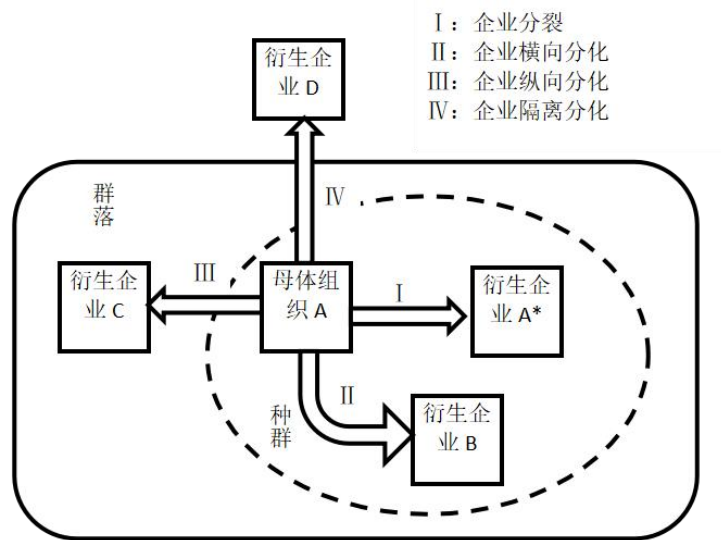 Ⅰ：企业分裂
Ⅱ：企业横向分化
Ⅲ：企业纵向分化
Ⅳ：企业隔离分化
衍生企
业 D
群
落
Ⅳ
衍生企
业 C
Ⅲ
母体组
织 A
Ⅰ
衍生企
业 A*
Ⅱ
种
群
衍生企
业 B